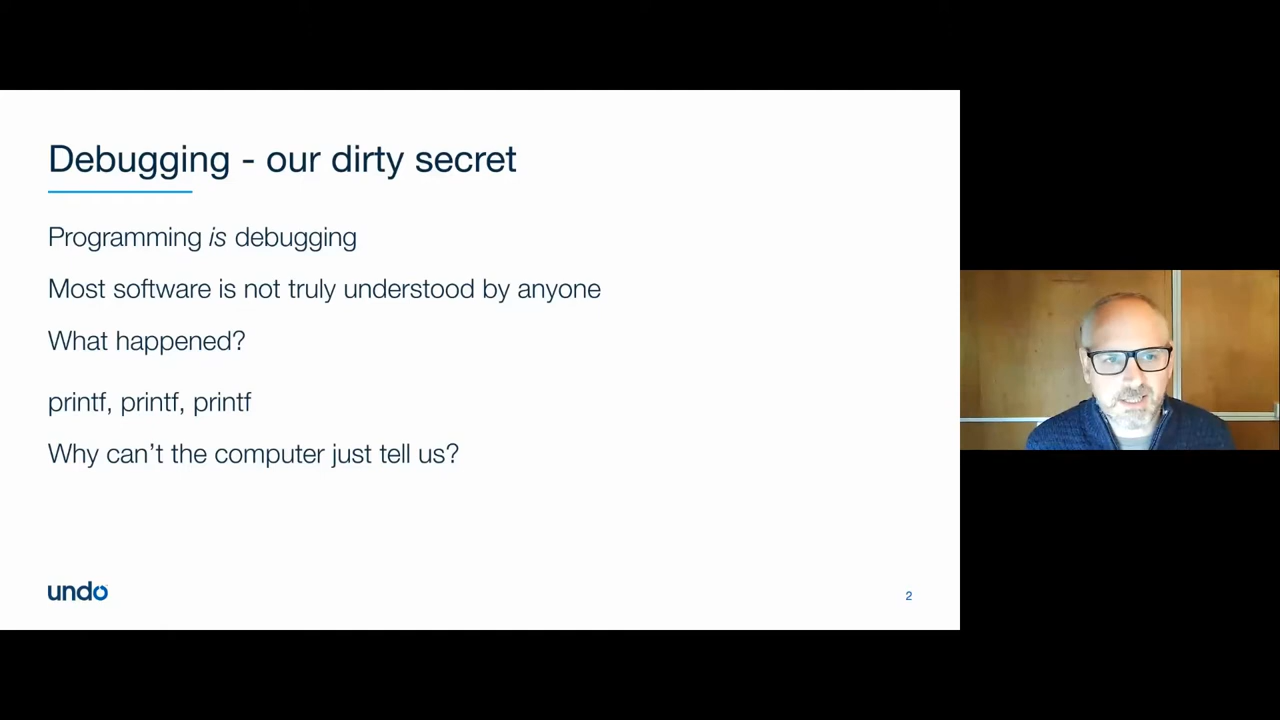 Debugging - our dirty secret
Programming is debugging
Most software is not truly understood by anyone
What happened?
printf, printf, printf
Why can’t the computer just tell us?
undo
2